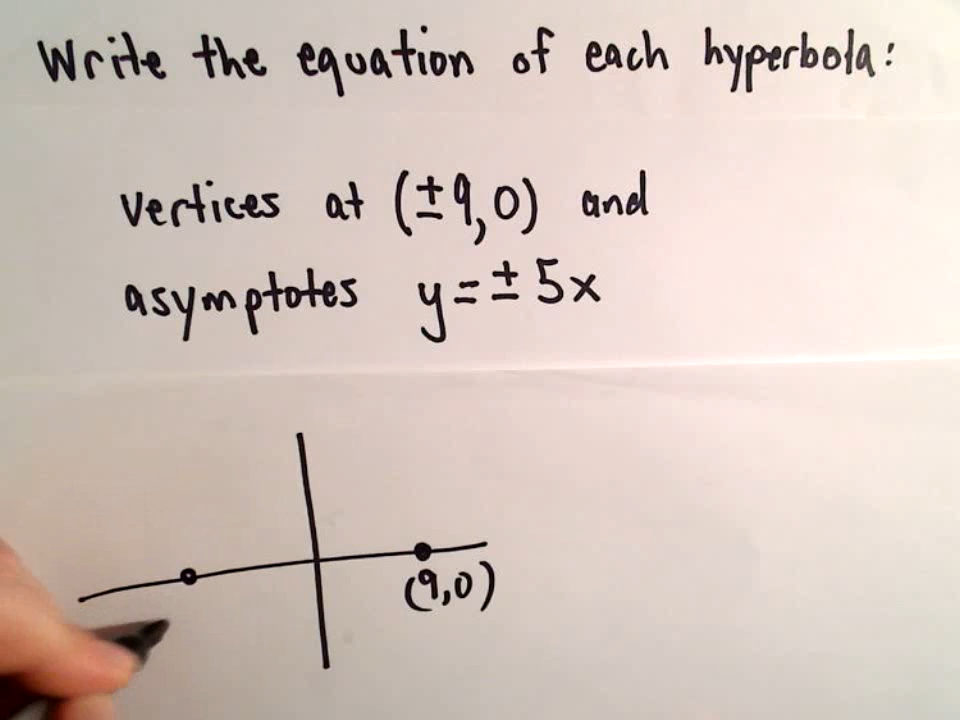 Write the equation of each hyperbola:
vertices at (±9,0) and
asymptotes y=±5x
(9,0)